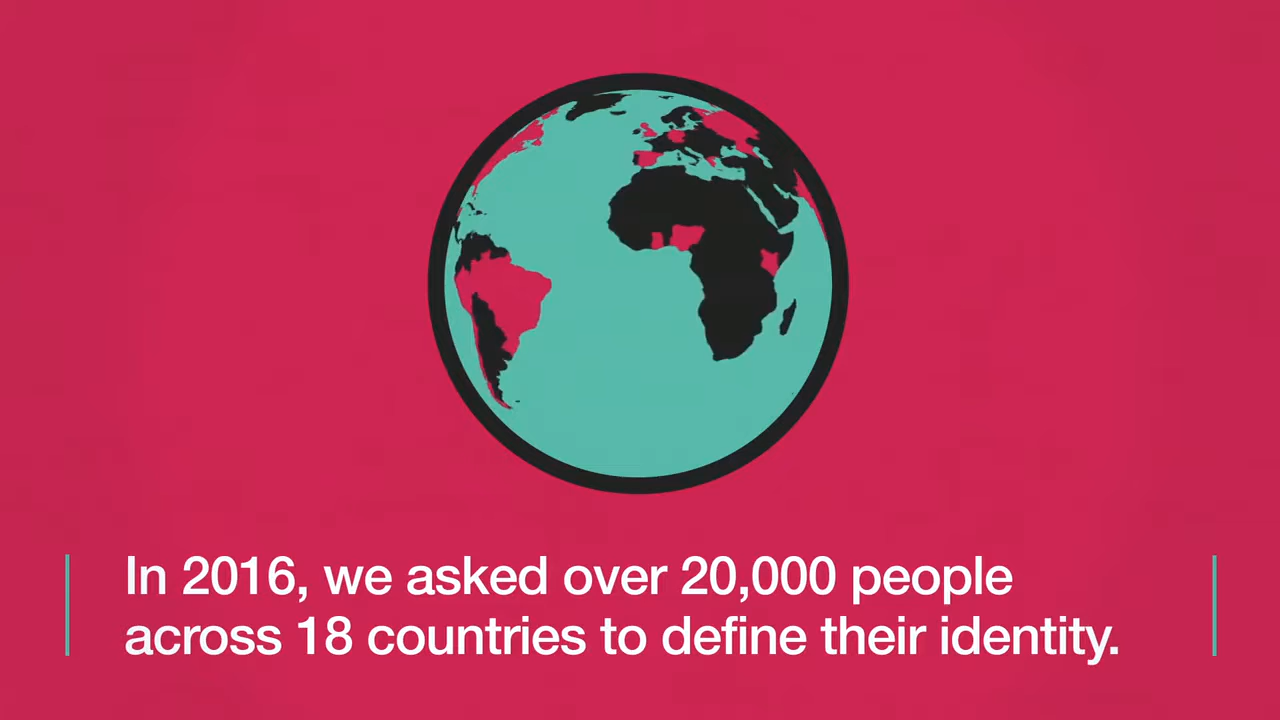 In 2016, we asked over 20,000 people
across 18 countries to define their identity.